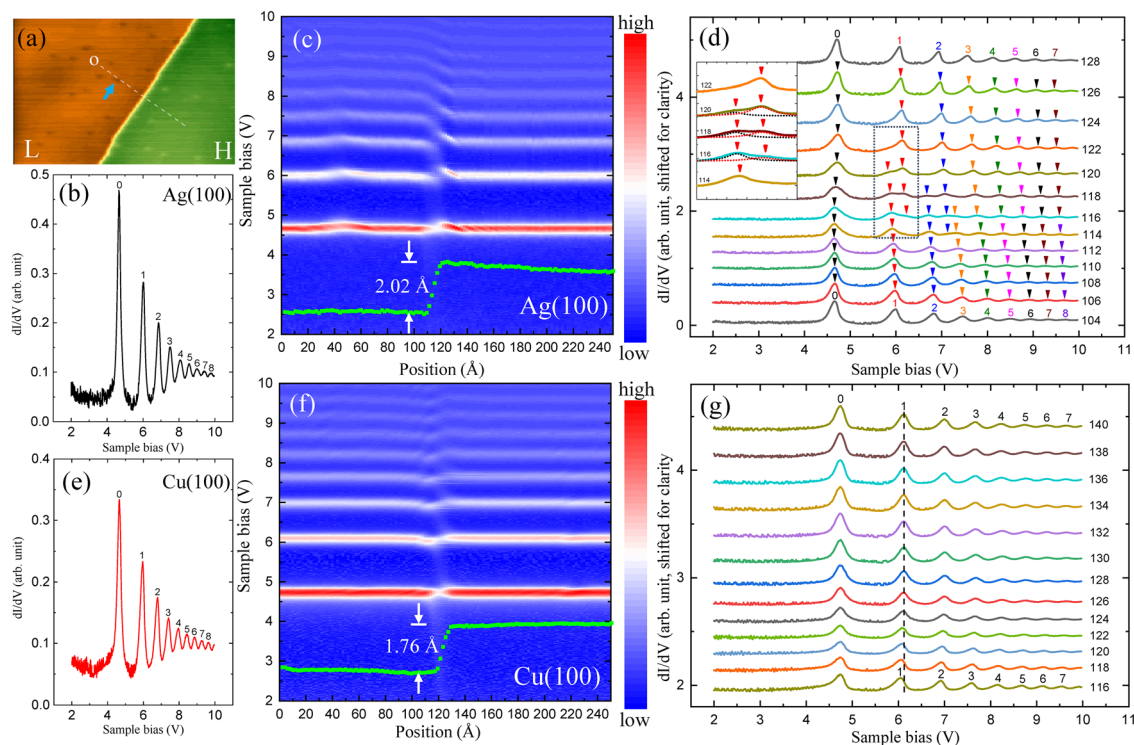 (a)
O
L
H
(b)
Ag(100)
dI/dV (arb. unit)
0.5
0.4
0.3
0.2
0.1
0.0
0
1
2
3
4
5
6
7
8
2
4
6
8
10
Sample bias (V)
(e)
Cu(100)
dI/dV (arb. unit)
0.4
0.3
0.2
0.1
0.0
0
1
2
3
4
5
6
7
8
2
4
6
8
10
Sample bias (V)
(c)
Sample bias (V)
10
9
8
7
6
5
4
3
2
2.02 Å
Ag(100)
0 20 40 60 80 100 120 140 160 180 200 220 240
Position (Å)
high
low
(f)
Sample bias (V)
10
9
8
7
6
5
4
3
2
1.76 Å
Cu(100)
0 20 40 60 80 100 120 140 160 180 200 220 240
Position (Å)
high
low
(d)
dI/dV (arb. unit, shifted for clarity)
4
2
0
0 1 2 3 4 5 6 7
128
126
124
122
120
118
116
114
112
110
108
106
104
0 1 2 3 4 5 6 7 8
122
120
118
116
114
2 3 4 5 6 7 8 9 10 11
Sample bias (V)
(g)
dI/dV (arb. unit, shifted for clarity)
4
3
2
0 1 2 3 4 5 6 7
140
138
136
134
132
130
128
126
124
122
120
118
116
1 2 3 4 5 6 7
2 3 4 5 6 7 8 9 10 11
Sample bias (V)